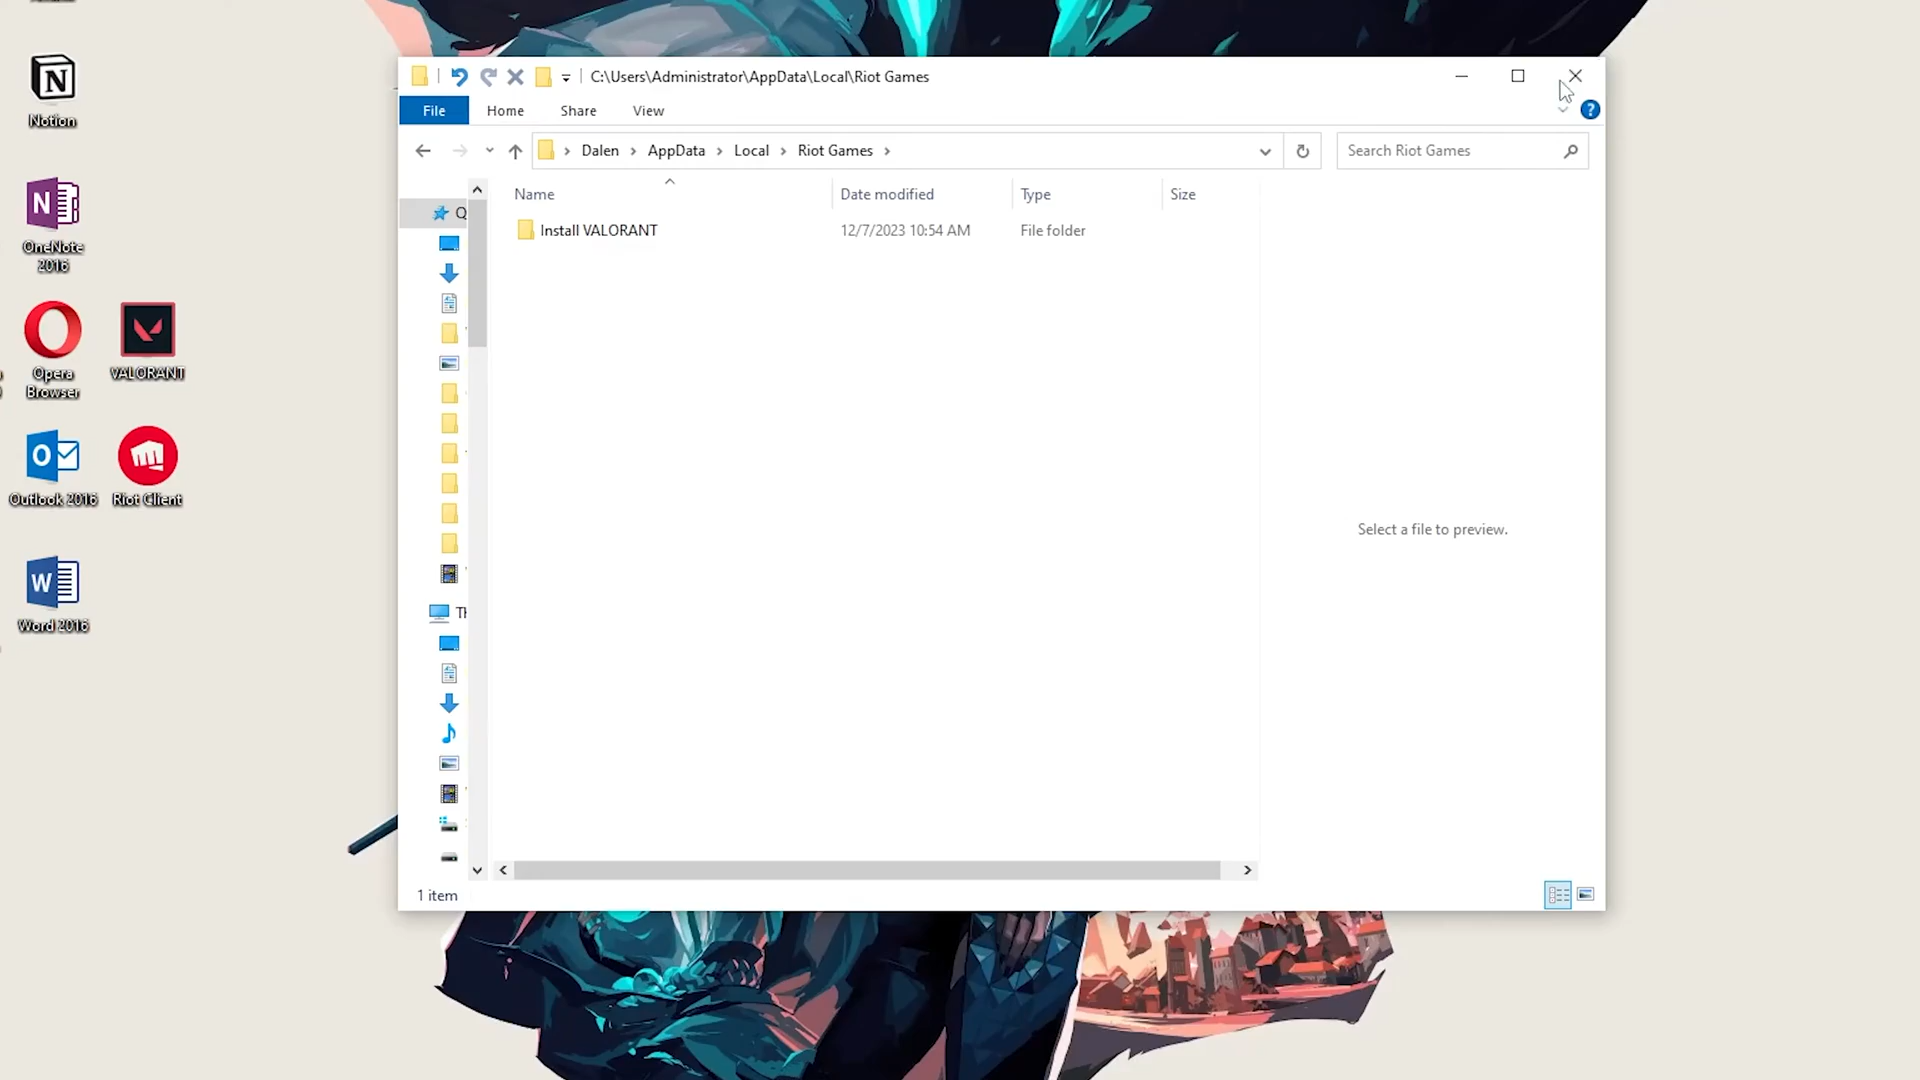 C:\Users\Administrator\AppData\Local\Riot Games
File Home Share View
Dalen AppData Local Riot Games
Search Riot Games
Name Date modified Type Size
Install VALORANT 12/7/2023 10:54 AM File folder
Select a file to preview.
1 item
Notion
OneNote
2016
Opera
Browser
VALORANT
Outlook 2016
Riot Client
Word 2016